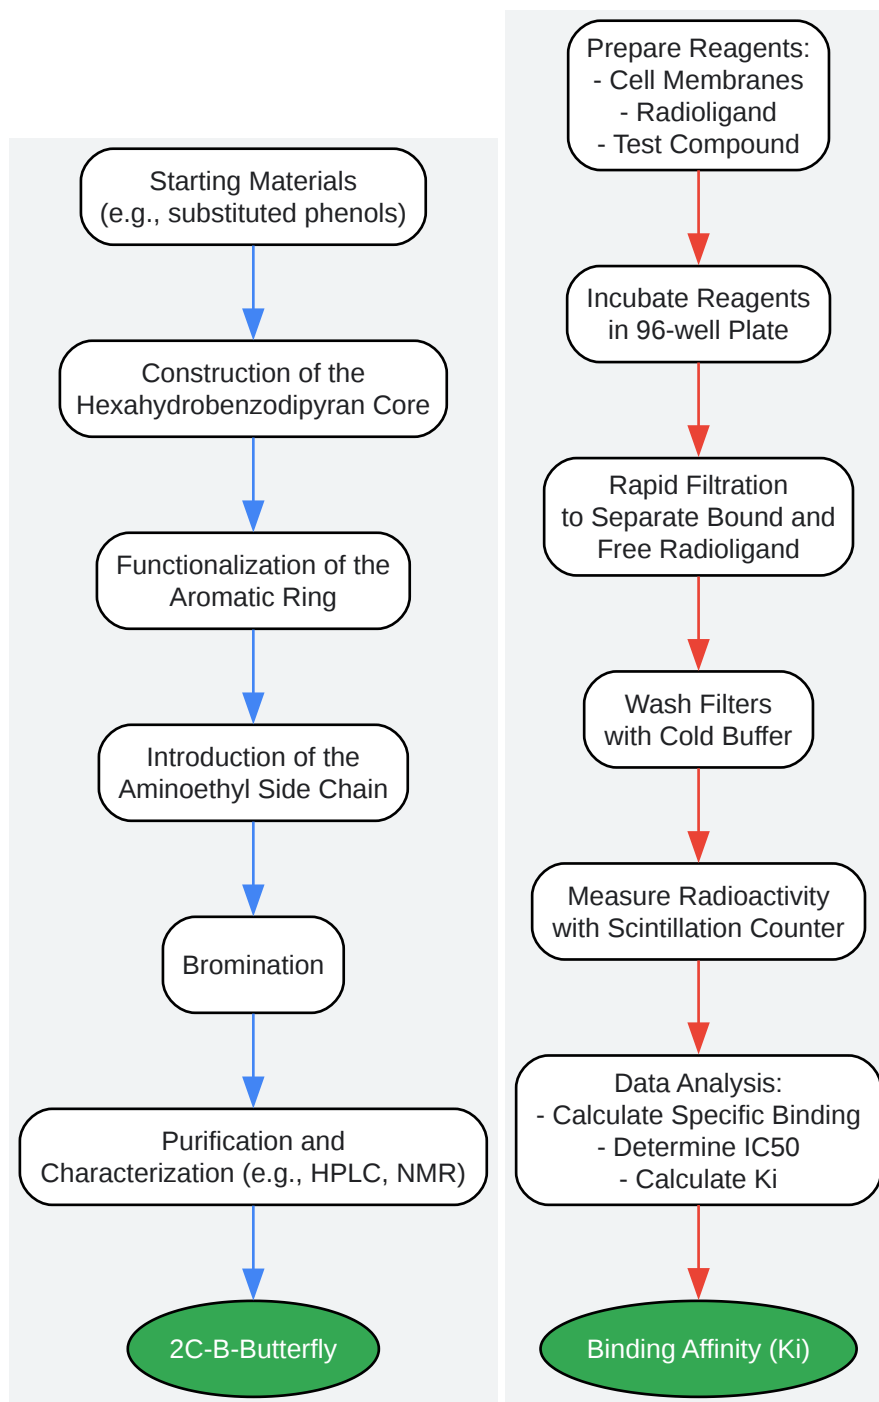 Starting Materials
(e.g., substituted phenols)
Construction of the
Hexahydrobenzodipyran Core
Functionalization of the
Aromatic Ring
Introduction of the
Aminoethyl Side Chain
Bromination
Purification and
Characterization (e.g., HPLC, NMR)
2C-B-Butterfly
Prepare Reagents:
- Cell Membranes
- Radioligand
- Test Compound
Incubate Reagents
in 96-well Plate
Rapid Filtration
to Separate Bound and
Free Radioligand
Wash Filters
with Cold Buffer
Measure Radioactivity
with Scintillation Counter
Data Analysis:
- Calculate Specific Binding
- Determine IC50
- Calculate Ki
Binding Affinity (Ki)